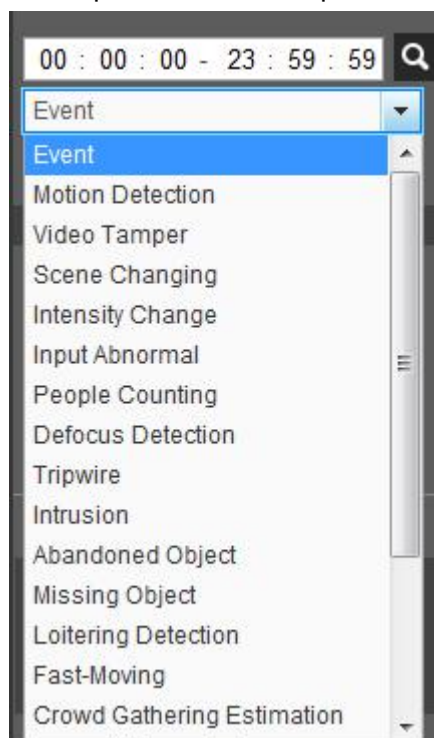 00 : 00 : 00 - 23 : 59 : 59
Event
Event
Motion Detection
Video Tamper
Scene Changing
Intensity Change
Input Abnormal
People Counting
Defocus Detection
Tripwire
Intrusion
Abandoned Object
Missing Object
Loitering Detection
Fast-Moving
Crowd Gathering Estimation